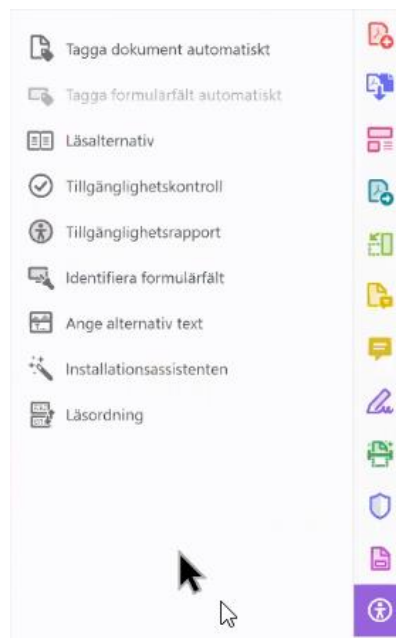 Tagga dokument automatiskt
Tagga formulärfält automatiskt
Läsalternativ
Tillgänglighetskontroll
Tillgänglighetsrapport
Identifiera formulärfält
Ange alternativ text
Installationsassistenten
Läsordning